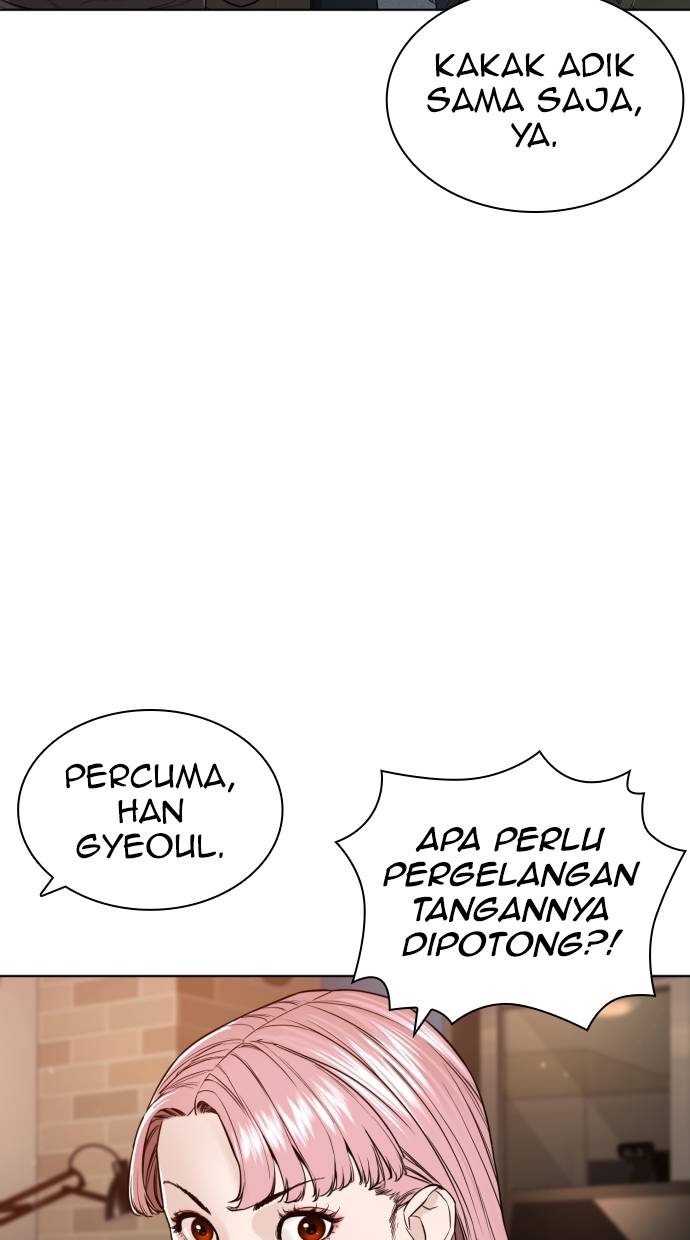 KAKAK ADIK
SAMA SAJA,
YA.
PERCUMA,
HAN
GYEOUL.
APA PERLU
PERGELANGAN
TANGANNYA
DIPOTONG?!